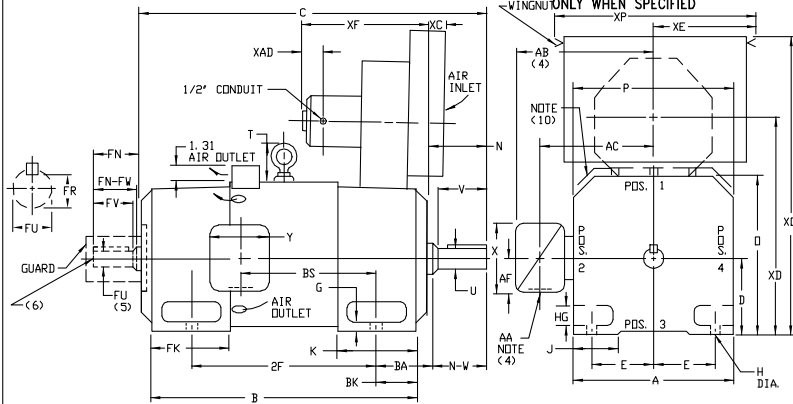 WINGNUT
ONLY WHEN SPECIFIED
C
XP
XF
XC
XE
XAD
AB
(4)
1/2" CONDUIT
AIR
INLET
P
NOTE
(10)
T
N
AC
FN
1.31
AIR OUTLET
FN-FW
FR
FV
V
FU
POS. 1
XO
O
XD
Y
X
POS. 2
POS. 4
GUARD
BS
AF
D
G
U
FU
(5)
AIR
OUTLET
HG
(6)
AA
NOTE
(4)
POS. 3
K
J
FK
H
DIA.
2F
BA
N-W
E
E
BK
A
B